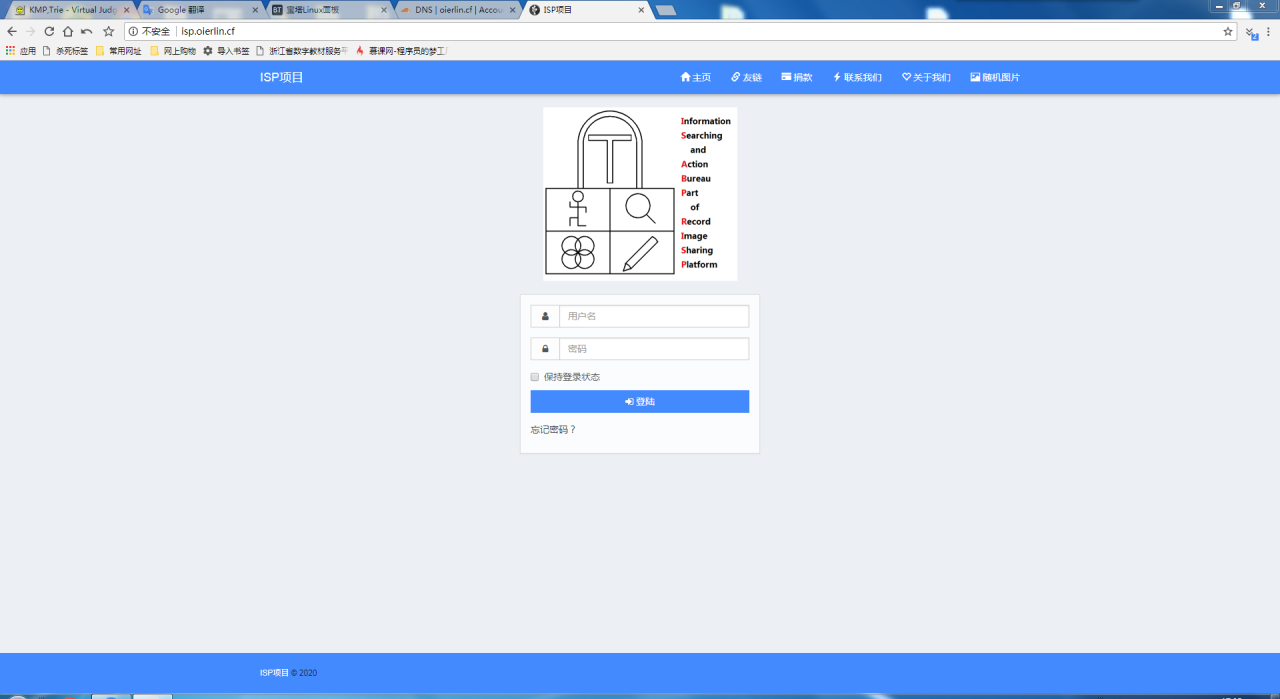 KMP,Trie - Virtual Judg
Google 翻译
BT 宝塔Linux面板
DNS | oierlin.cf | Accou
ISP项目
不安全 | isp.oierlin.cf
应用 杀死标签 常用网址 网上购物 导入书签 浙江省数字教材服务平 慕课网-程序员的梦工厂
ISP项目
主页 友链 捐款 联系我们 关于我们 随机图片
T
Information
Searching
and
Action
Bureau
Part
of
Record
Image
Sharing
Platform
用户名
密码
保持登录状态
登陆
忘记密码？
ISP项目 © 2020